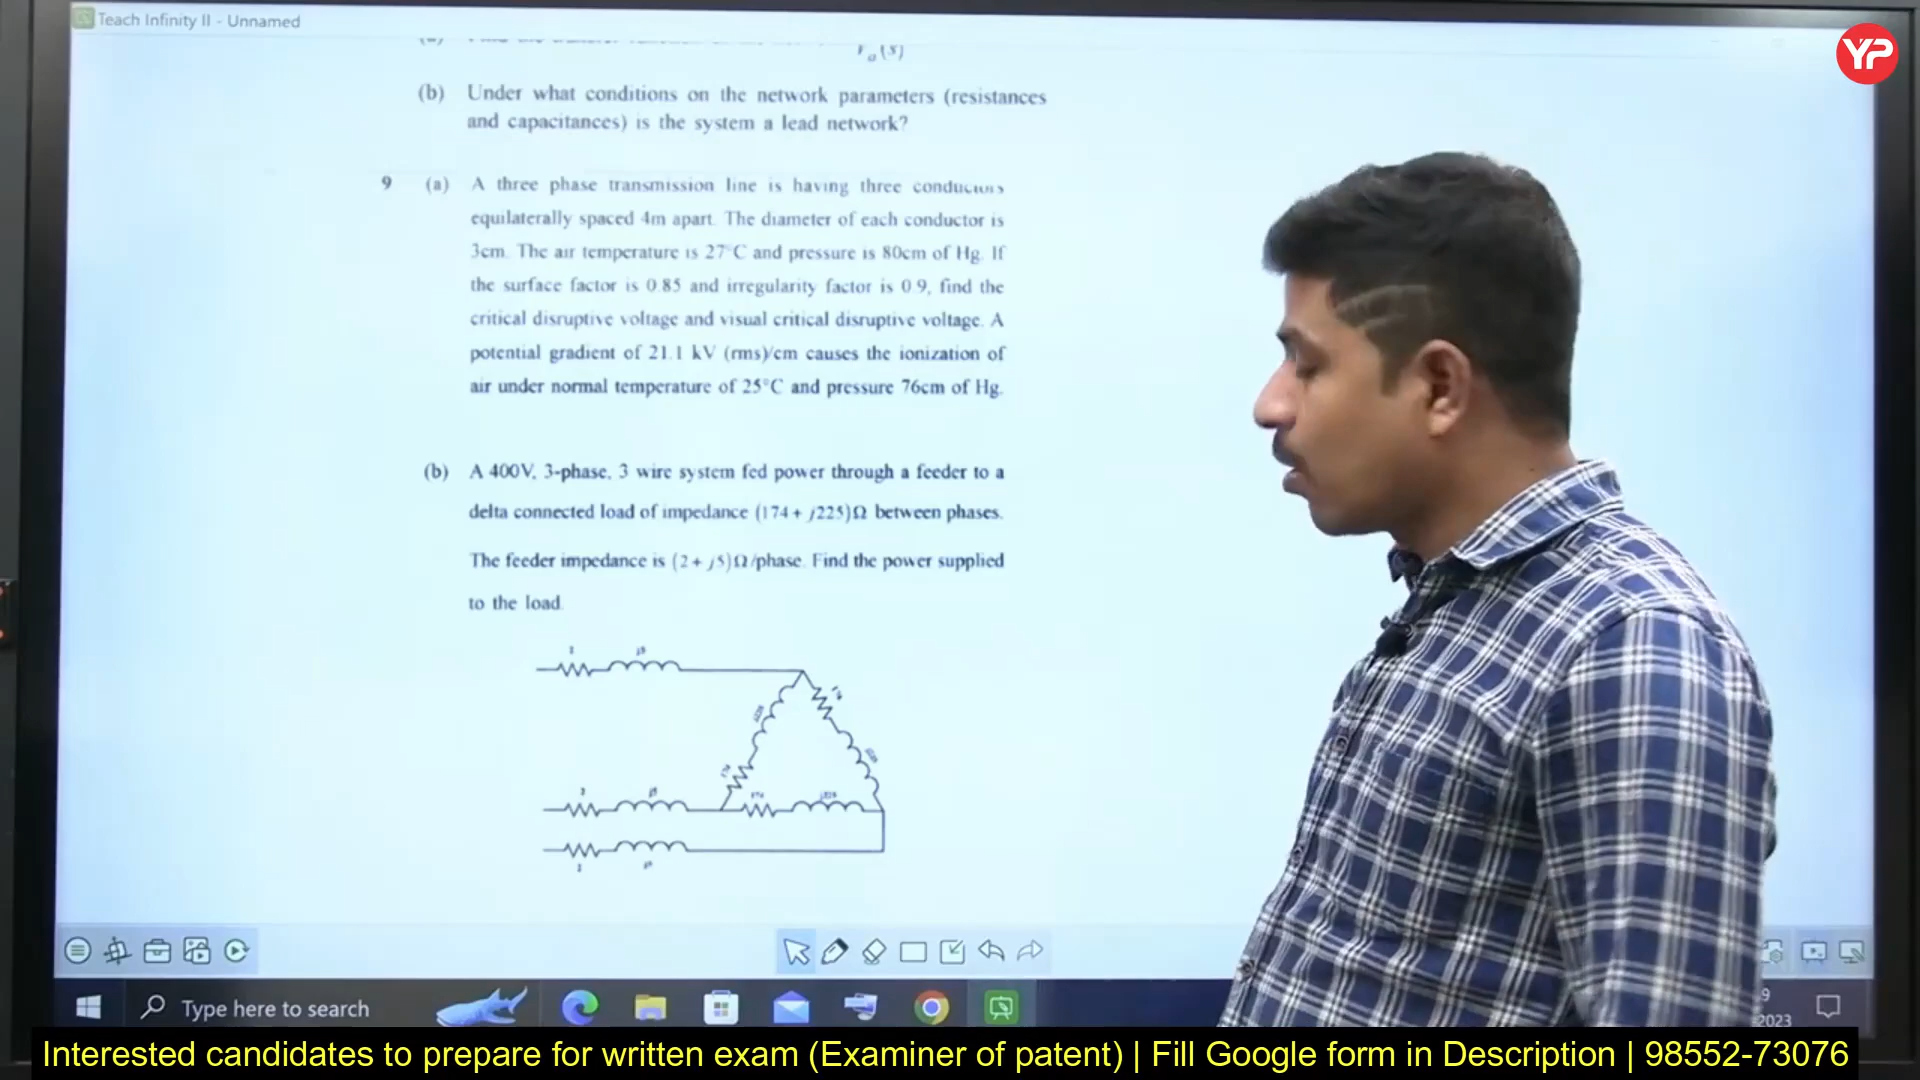 Teach Infinity II - Unnamed
YP
(b) Under what conditions on the network parameters (resistances
and capacitances) is the system a lead network?
9 (a) A three phase transmission line is having three conductors
equilaterally spaced 4m apart. The diameter of each conductor is
3cm. The air temperature is 27°C and pressure is 80cm of Hg. If
the surface factor is 0.85 and irregularity factor is 0.9, find the
critical disruptive voltage and visual critical disruptive voltage. A
potential gradient of 21.1 kV (rms)/cm causes the ionization of
air under normal temperature of 25°C and pressure 76cm of Hg.
(b) A 400V, 3-phase, 3 wire system fed power through a feeder to a
delta connected load of impedance (174 + j225)Ω between phases.
The feeder impedance is (2 + j5)Ω/phase. Find the power supplied
to the load.
Type here to search
9
2023
Interested candidates to prepare for written exam (Examiner of patent) | Fill Google form in Description | 98552-73076